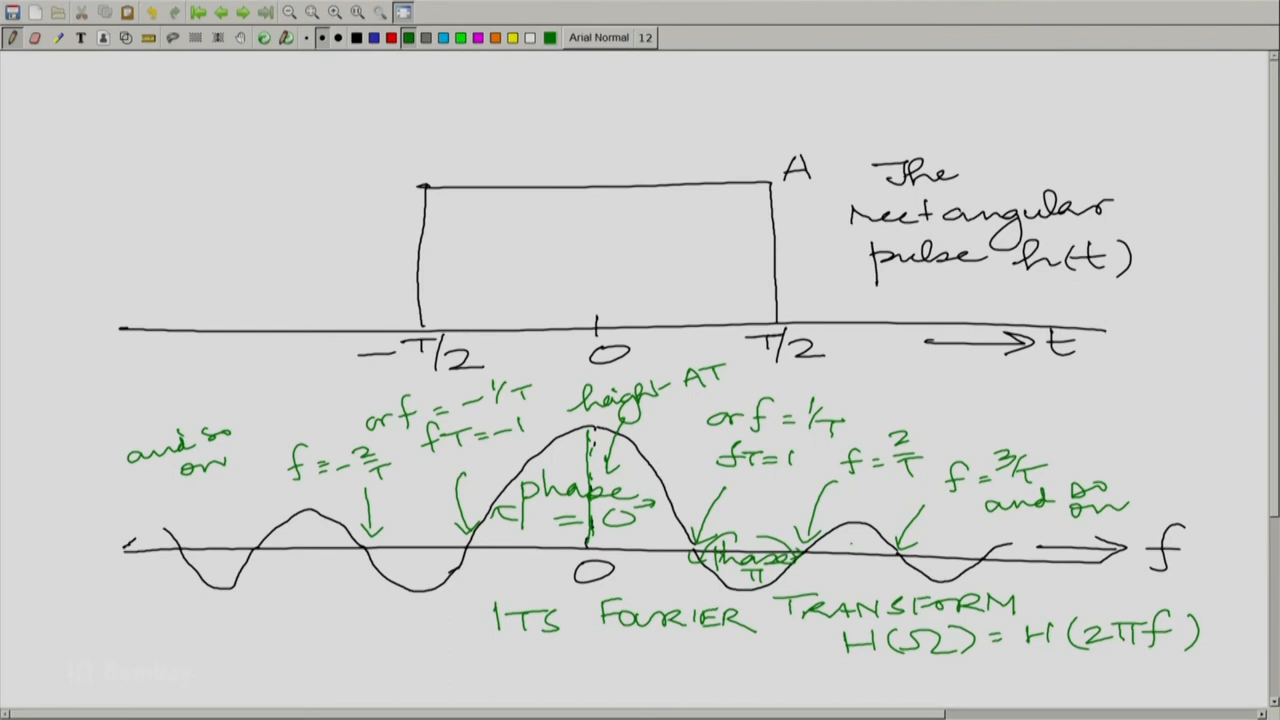 Arial Normal 12
A
The
rectangular
pulse h(t)
-T/2
0
T/2
t
and so
on
f = -2/T
or f = -1/T
fT = -1
height AT
or f = 1/T
fT = 1
f = 2/T
f = 3/T
and so
on
phase
= 0
phase
π
0
f
ITS FOURIER TRANSFORM
H(Ω) = H(2πf)